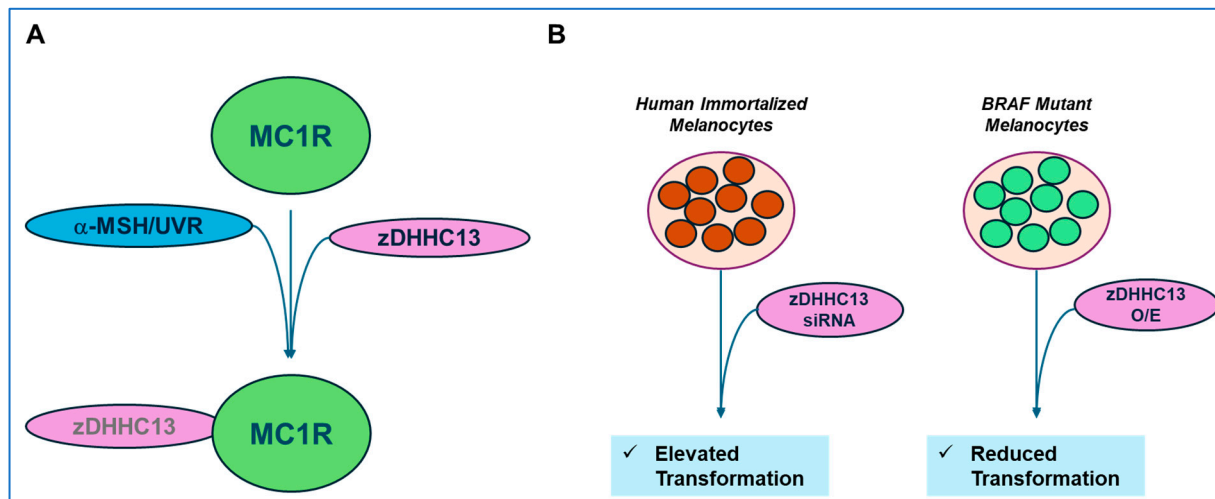 A
MC1R
α-MSH/UVR
zDHHC13
zDHHC13
MC1R
B
Human Immortalized
Melanocytes
zDHHC13
siRNA
✓ Elevated
Transformation
BRAF Mutant
Melanocytes
zDHHC13
O/E
✓ Reduced
Transformation